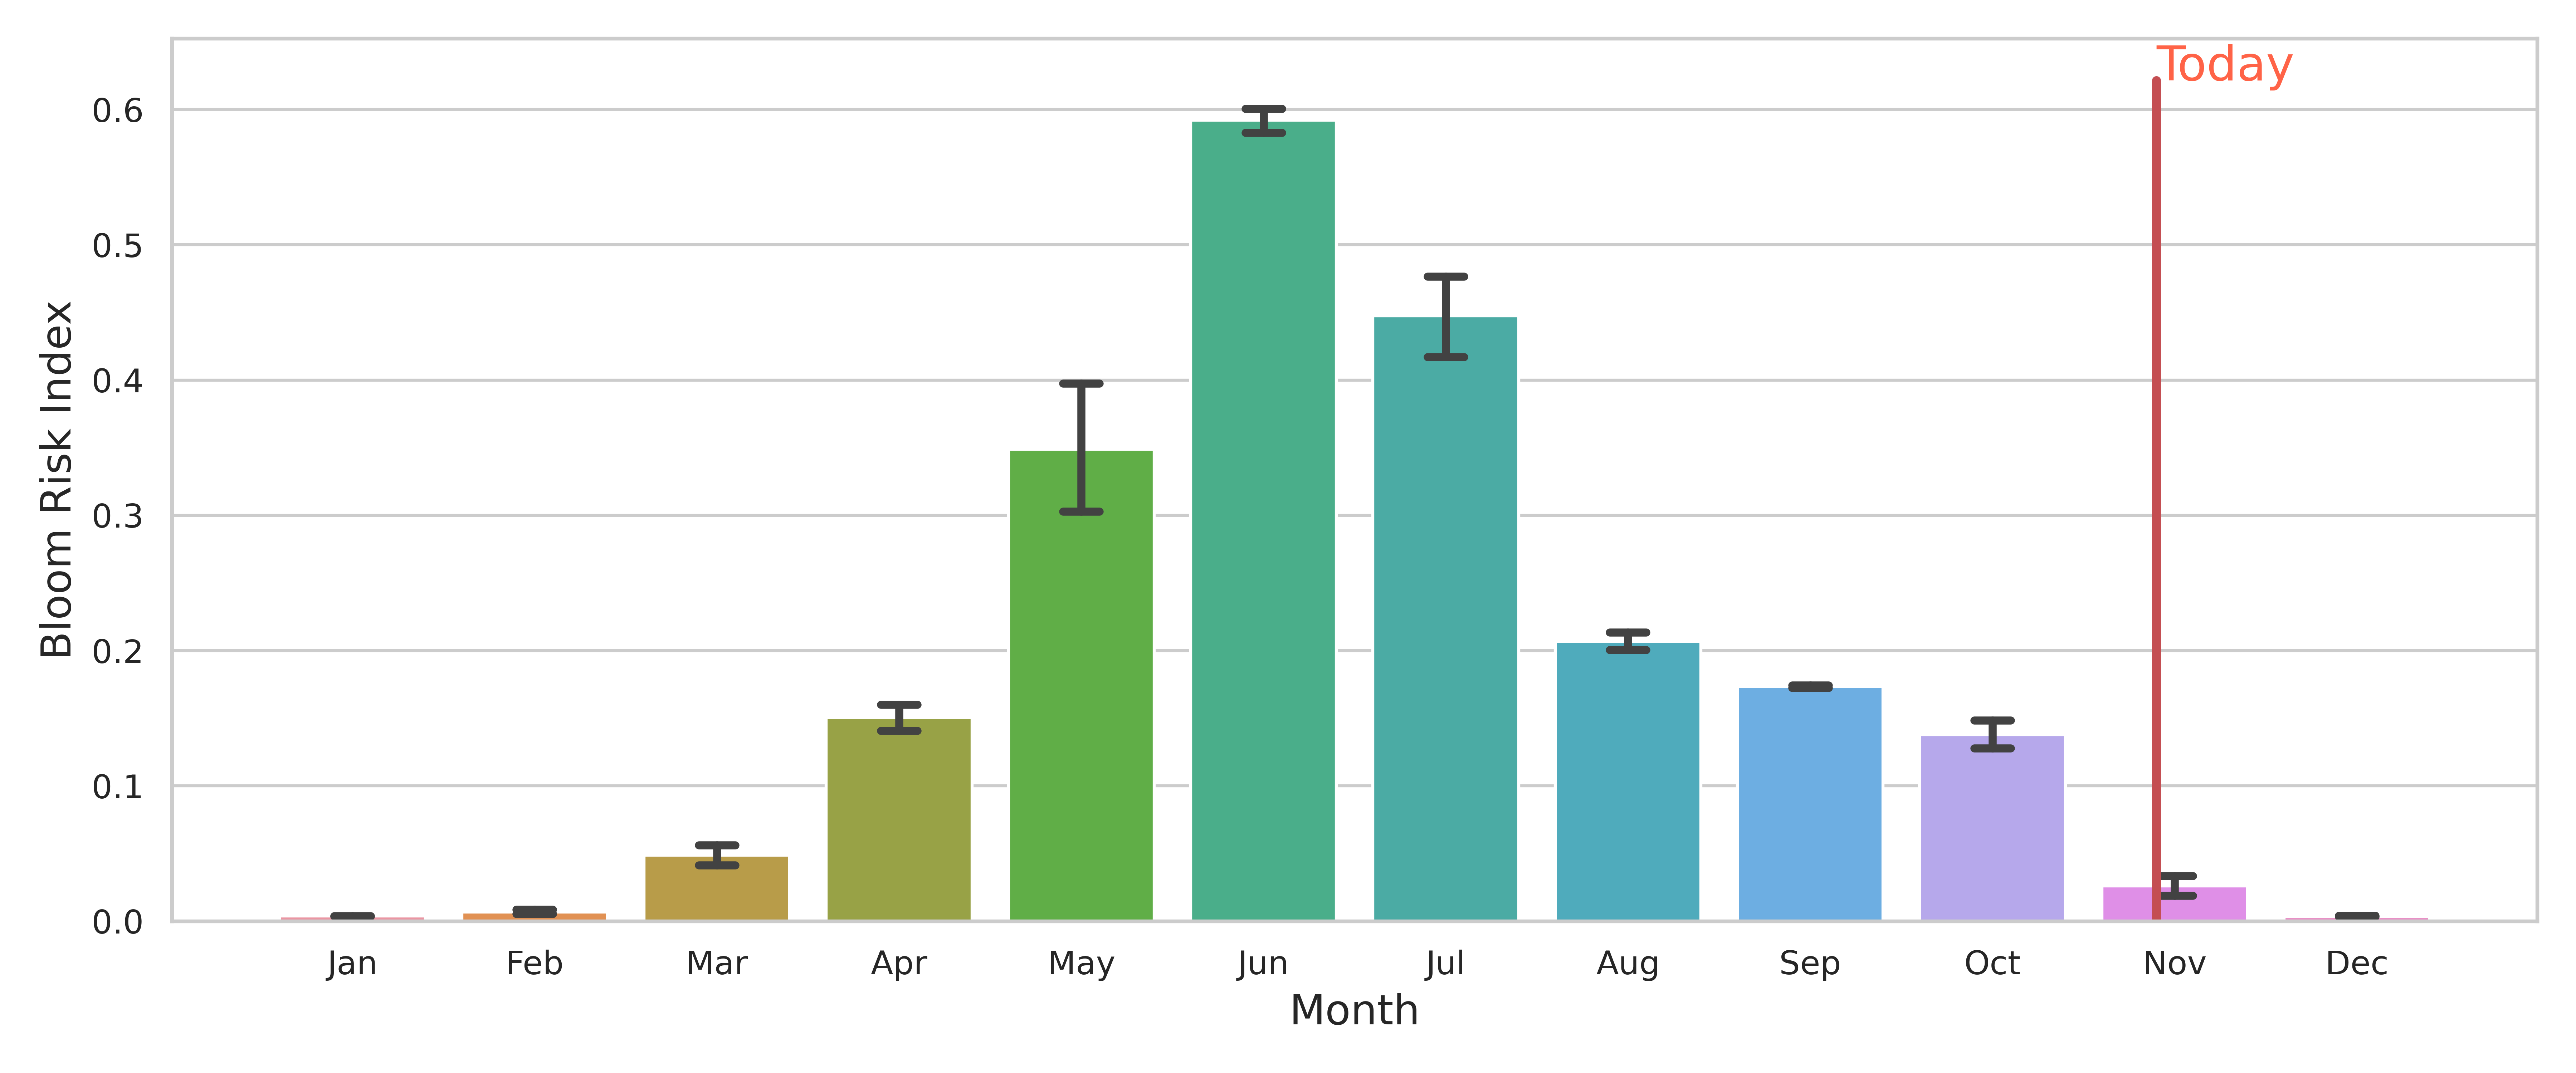 Today
Bloom Risk Index
0.6
0.5
0.4
0.3
0.2
0.1
0.0
Jan Feb Mar Apr May Jun Jul Aug Sep Oct Nov Dec
Month